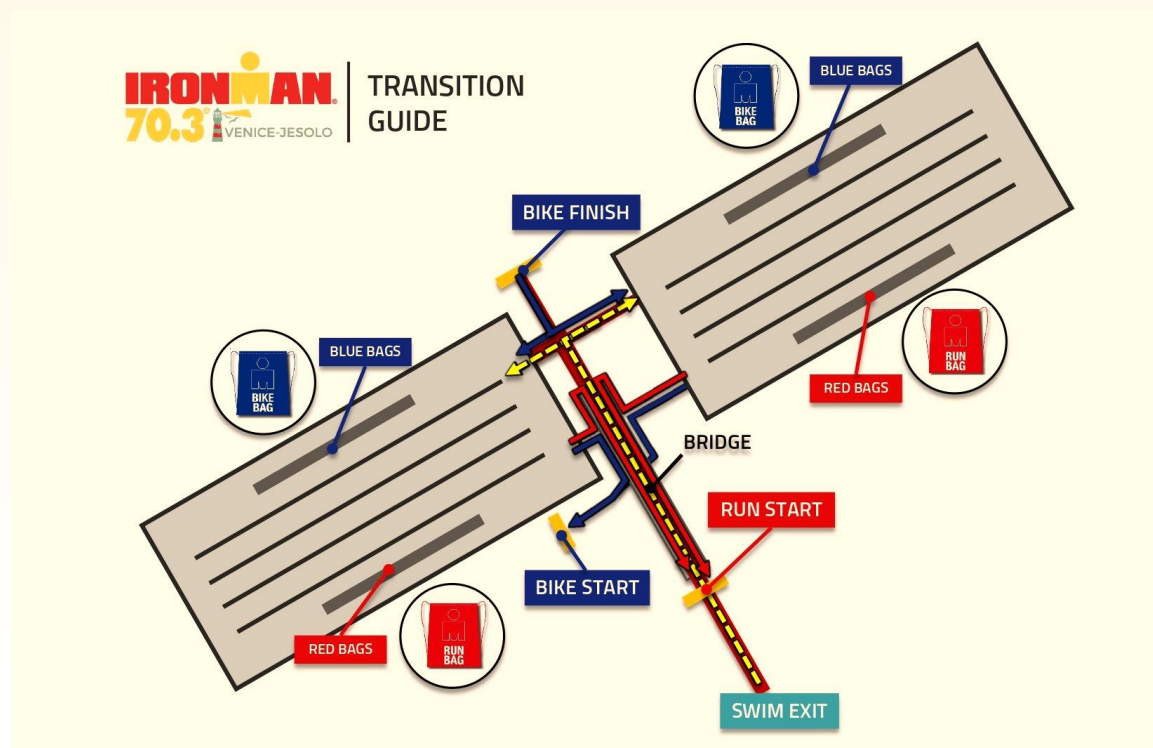 IRONMAN®
70.3® VENICE-JESOLO
TRANSITION
GUIDE
BIKE
BAG
BLUE BAGS
BIKE FINISH
BLUE BAGS
BIKE
BAG
RUN
BAG
RED BAGS
BRIDGE
RUN START
BIKE START
RED BAGS
RUN
BAG
SWIM EXIT